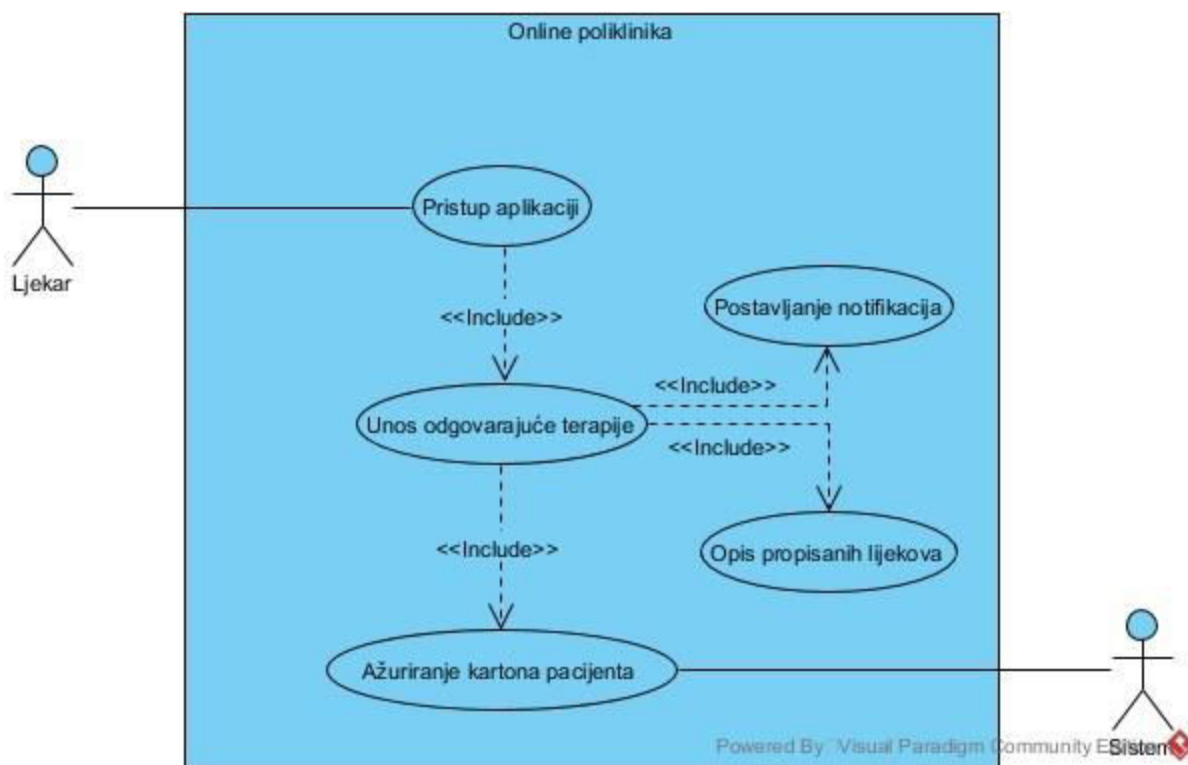 Online poliklinika
Pristup aplikaciji
Ljekar
Postavljanje notifikacija
<<Include>>
<<Include>>
Unos odgovarajuće terapije
<<Include>>
<<Include>>
Opis propisanih lijekova
Ažuriranje kartona pacijenta
Powered By Visual Paradigm Community
Sistem